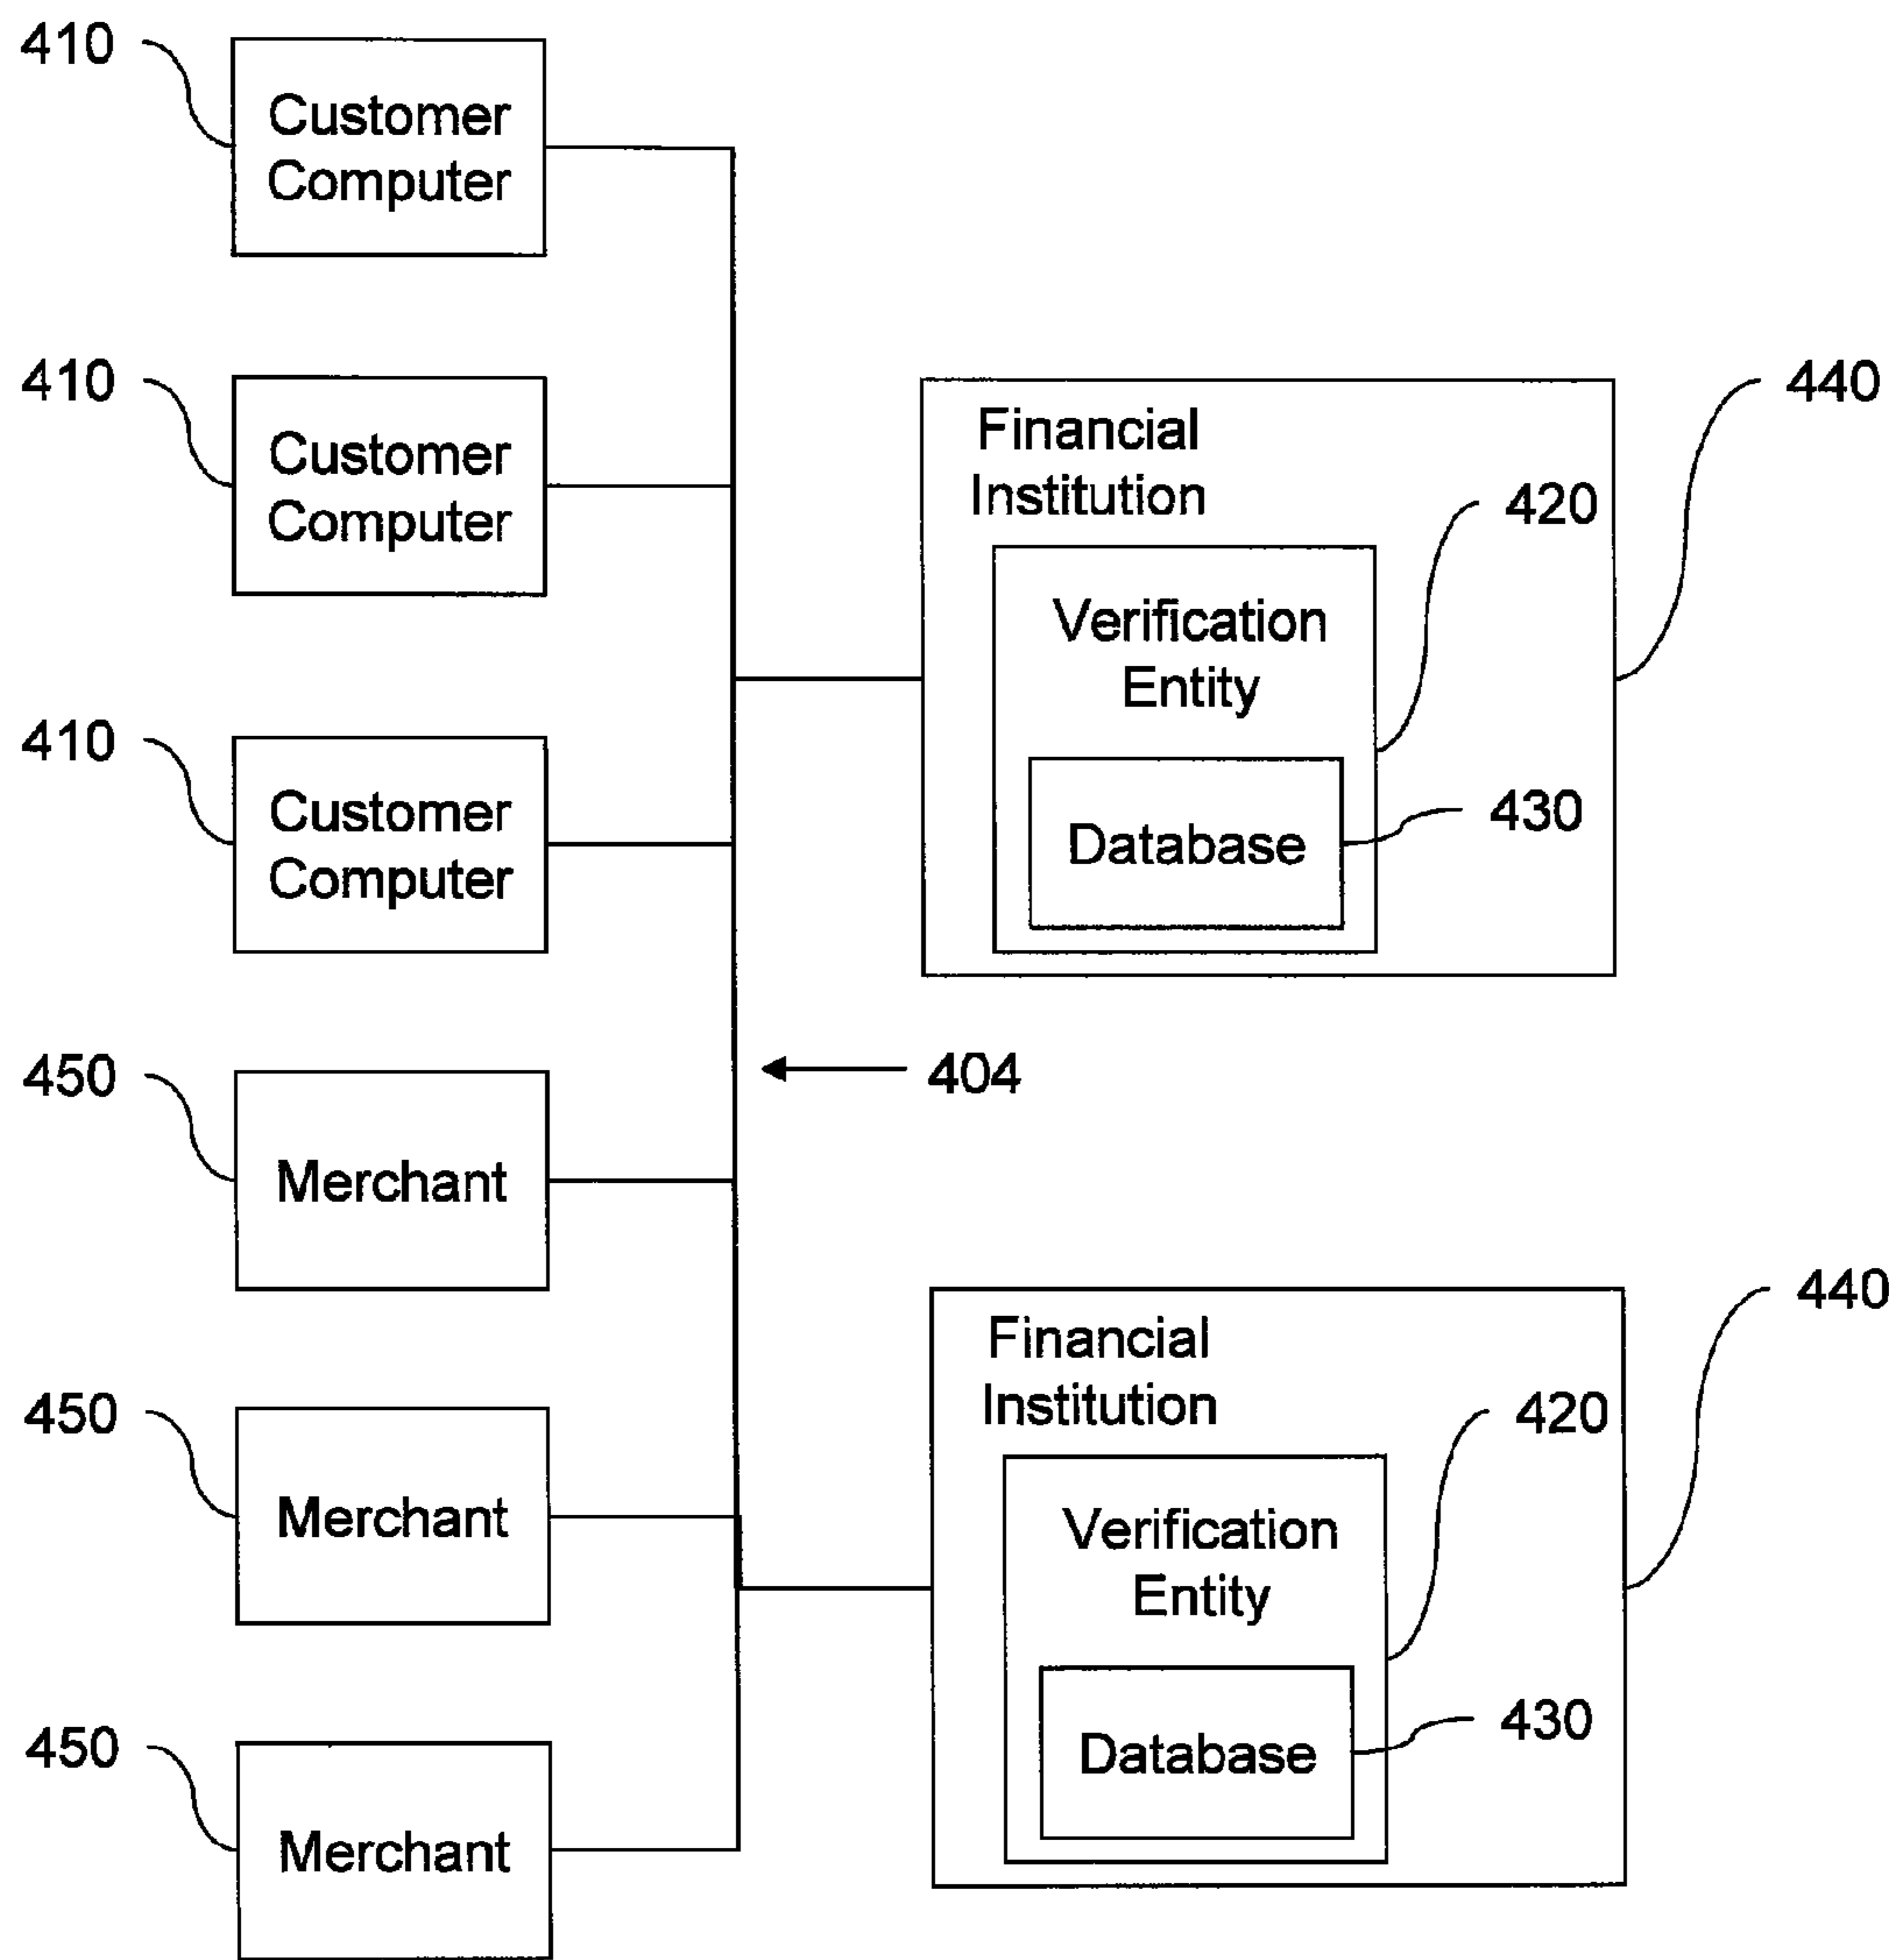 410
Customer
Computer
410
Customer
Computer
410
Customer
Computer
450
Merchant
450
Merchant
450
Merchant
404
440
Financial
Institution
420
Verification
Entity
430
Database
440
Financial
Institution
420
Verification
Entity
430
Database